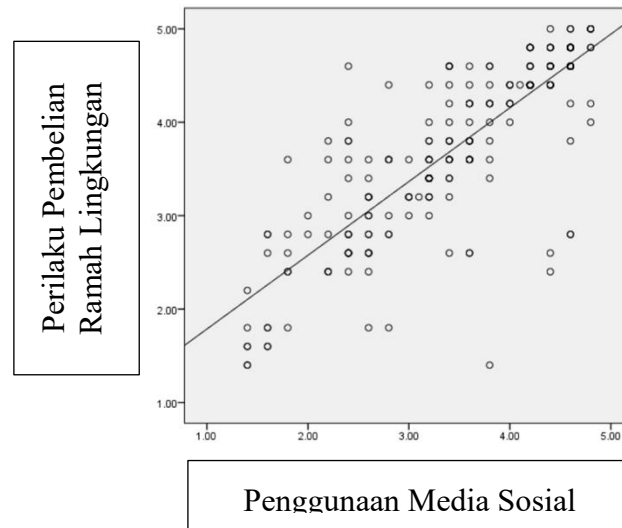 Perilaku Pembelian
Ramah Lingkungan
5.00
4.00
3.00
2.00
1.00
1.00 2.00 3.00 4.00 5.00
Penggunaan Media Sosial